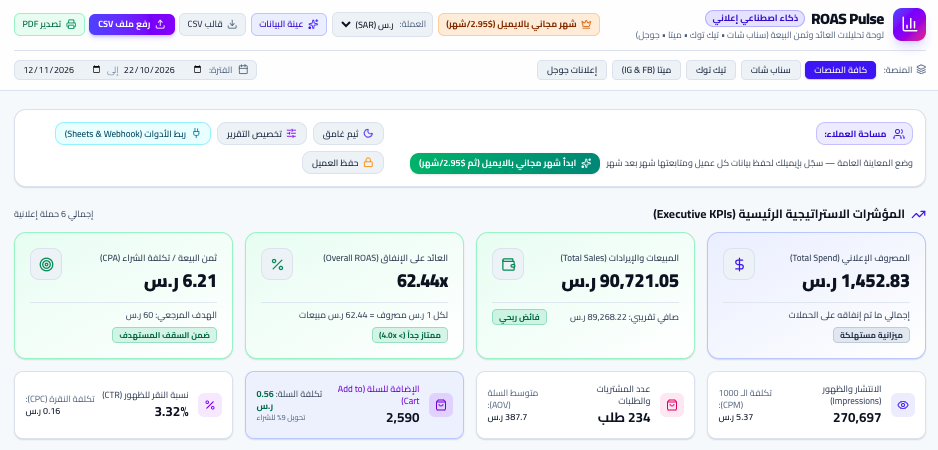 ROAS Pulse ذكاء اصطناعي إعلاني
لوحة تحليلات العائد وثمن البيعة (سناب شات • تيك توك • ميتا • جوجل)
شهر مجاني بالايميل (2.95$/شهر)
العملة: ر.س (SAR)
عينة البيانات
قالب CSV
رفع ملف CSV
تصدير PDF
المنصة: كافة المنصات سناب شات تيك توك ميتا (IG & FB) إعلانات جوجل
الفترة: 22/10/2026 إلى 12/11/2026
مساحة العملاء:
وضع المعاينة العامة — سجّل بإيميلك لحفظ بيانات كل عميل ومتابعتها شهر بعد شهر
ابدأ شهر مجاني بالايميل (ثم 2.95$/شهر)
ثيم غامق
تخصيص التقرير
ربط الأدوات (Sheets & Webhook)
حفظ العميل
المؤشرات الاستراتيجية الرئيسية (Executive KPIs)
إجمالي 6 حملة إعلانية
المصروف الإعلاني (Total Spend)
1,452.83 ر.س
إجمالي ما تم إنفاقه على الحملات
ميزانية مستهلكة
المبيعات والإيرادات (Total Sales)
90,721.05 ر.س
صافي تقريبي: 89,268.22 ر.س
فائض ربحي
العائد على الإنفاق (Overall ROAS)
62.44x
لكل 1 ر.س مصروف = 62.44 ر.س مبيعات
ممتاز جداً (> 4.0x)
ثمن البيعة / تكلفة الشراء (CPA)
6.21 ر.س
الهدف المرجعي: 60 ر.س
ضمن السقف المستهدف
الانتشار والظهور
(Impressions)
270,697
تكلفة الـ 1000
(CPM):
5.37 ر.س
عدد المشتريات
والطلبات
234 طلب
متوسط السلة
(AOV):
387.7 ر.س
الإضافة للسلة (Add to
Cart)
2,590
تكلفة السلة: 0.56
ر.س
تحويل 9% للشراء
نسبة النقر للظهور (CTR)
3.32%
تكلفة النقرة (CPC):
0.16 ر.س